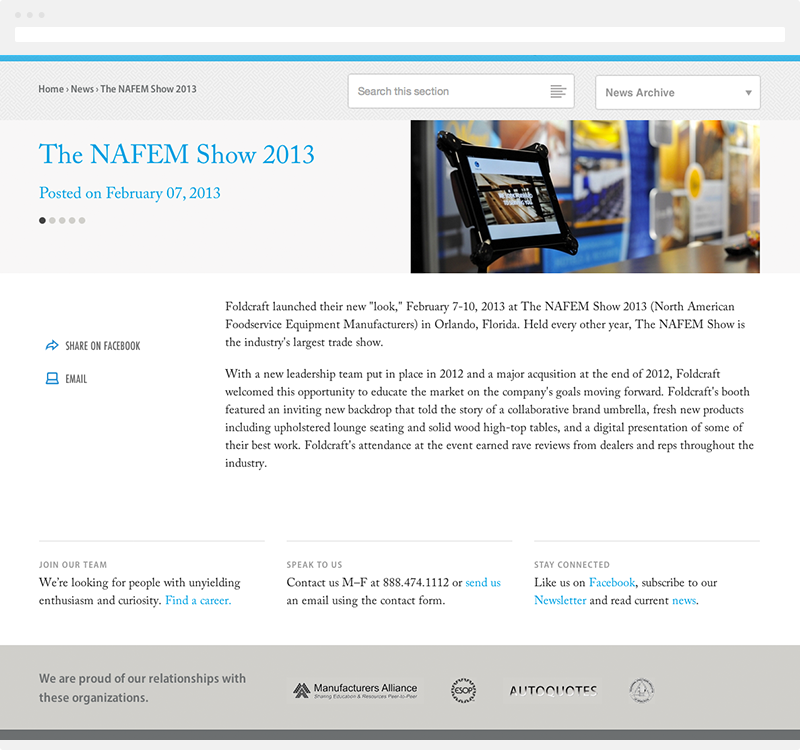 Home › News › The NAFEM Show 2013
Search this section
News Archive
The NAFEM Show 2013
Posted on February 07, 2013
SHARE ON FACEBOOK
EMAIL
Foldcraft launched their new "look," February 7-10, 2013 at The NAFEM Show 2013 (North American
Foodservice Equipment Manufacturers) in Orlando, Florida. Held every other year, The NAFEM Show is
the industry's largest trade show.
With a new leadership team put in place in 2012 and a major acqusition at the end of 2012, Foldcraft
welcomed this opportunity to educate the market on the company's goals moving forward. Foldcraft's booth
featured an inviting new backdrop that told the story of a collaborative brand umbrella, fresh new products
including upholstered lounge seating and solid wood high-top tables, and a digital presentation of some of
their best work. Foldcraft's attendance at the event earned rave reviews from dealers and reps throughout the
industry.
JOIN OUR TEAM
We're looking for people with unyielding
enthusiasm and curiosity. Find a career.
SPEAK TO US
Contact us M–F at 888.474.1112 or send us
an email using the contact form.
STAY CONNECTED
Like us on Facebook, subscribe to our
Newsletter and read current news.
We are proud of our relationships with
these organizations.
Manufacturers Alliance
Sharing Education & Resources Peer-to-Peer
ESOP
AUTOQUOTES